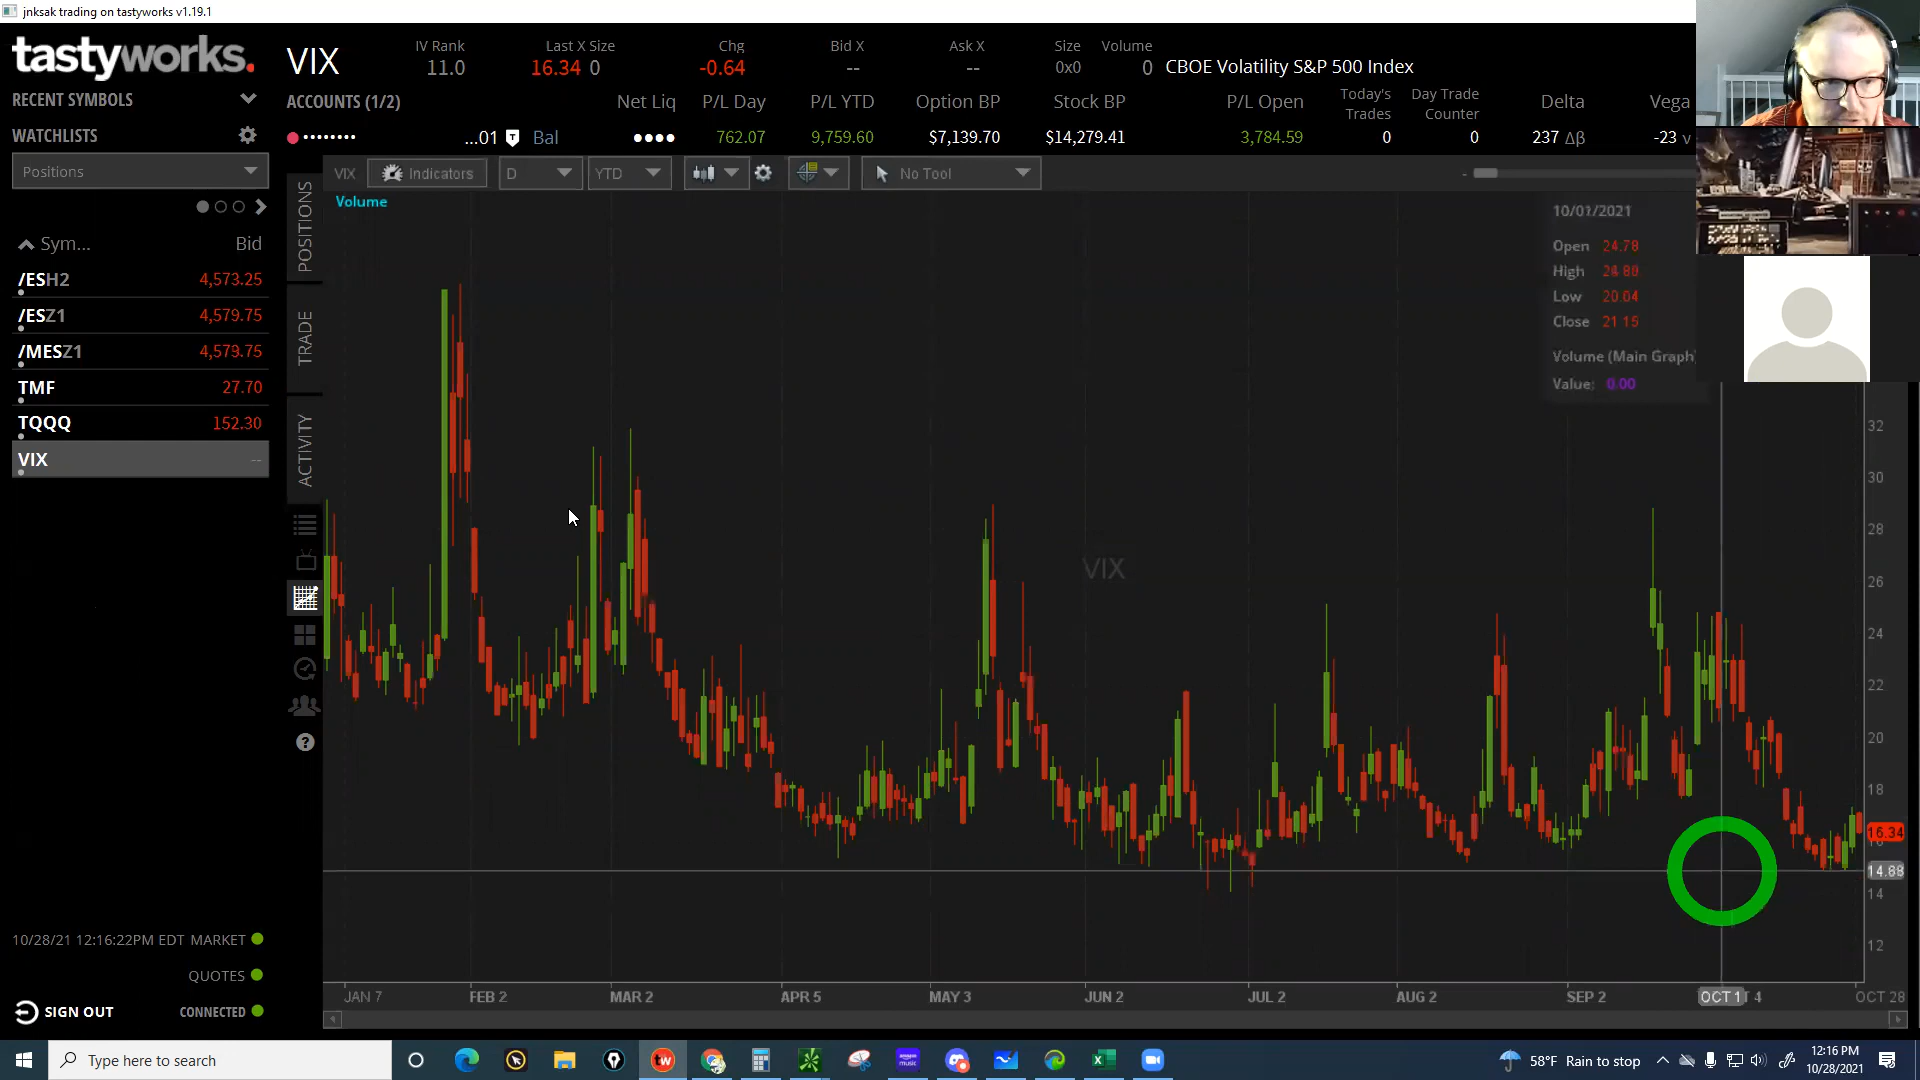 jnksak trading on tastyworks v1.19.1
tastyworks.
RECENT SYMBOLS
WATCHLISTS
Positions
Sym... Bid
/ESH2 4,573.25
/ESZ1 4,579.75
/MESZ1 4,579.75
TMF 27.70
TQQQ 152.30
VIX --
10/28/21 12:16:22PM EDT MARKET
QUOTES
SIGN OUT CONNECTED
VIX
IV Rank Last X Size Chg Bid X Ask X Size Volume
11.0 16.34 0 -0.64 -- -- 0x0 0 CBOE Volatility S&P 500 Index
ACCOUNTS (1/2) Net Liq P/L Day P/L YTD Option BP Stock BP P/L Open Today's Trades Day Trade Counter Delta Vega
...01 Bal 762.07 9,759.60 $7,139.70 $14,279.41 3,784.59 0 0 237 Δβ -23 v
VIX Indicators D YTD No Tool
POSITIONS
TRADE
ACTIVITY
Volume
10/01/2021
Open 24.78
High 24.80
Low 20.04
Close 21.15
Volume (Main Graph)
Value: 0.00
VIX
32
30
28
26
24
22
20
18
16.34
16
14.88
14
12
JAN 7 FEB 2 MAR 2 APR 5 MAY 3 JUN 2 JUL 2 AUG 2 SEP 2 OCT 1 T 4 OCT 28
Type here to search
58°F Rain to stop
12:16 PM
10/28/2021